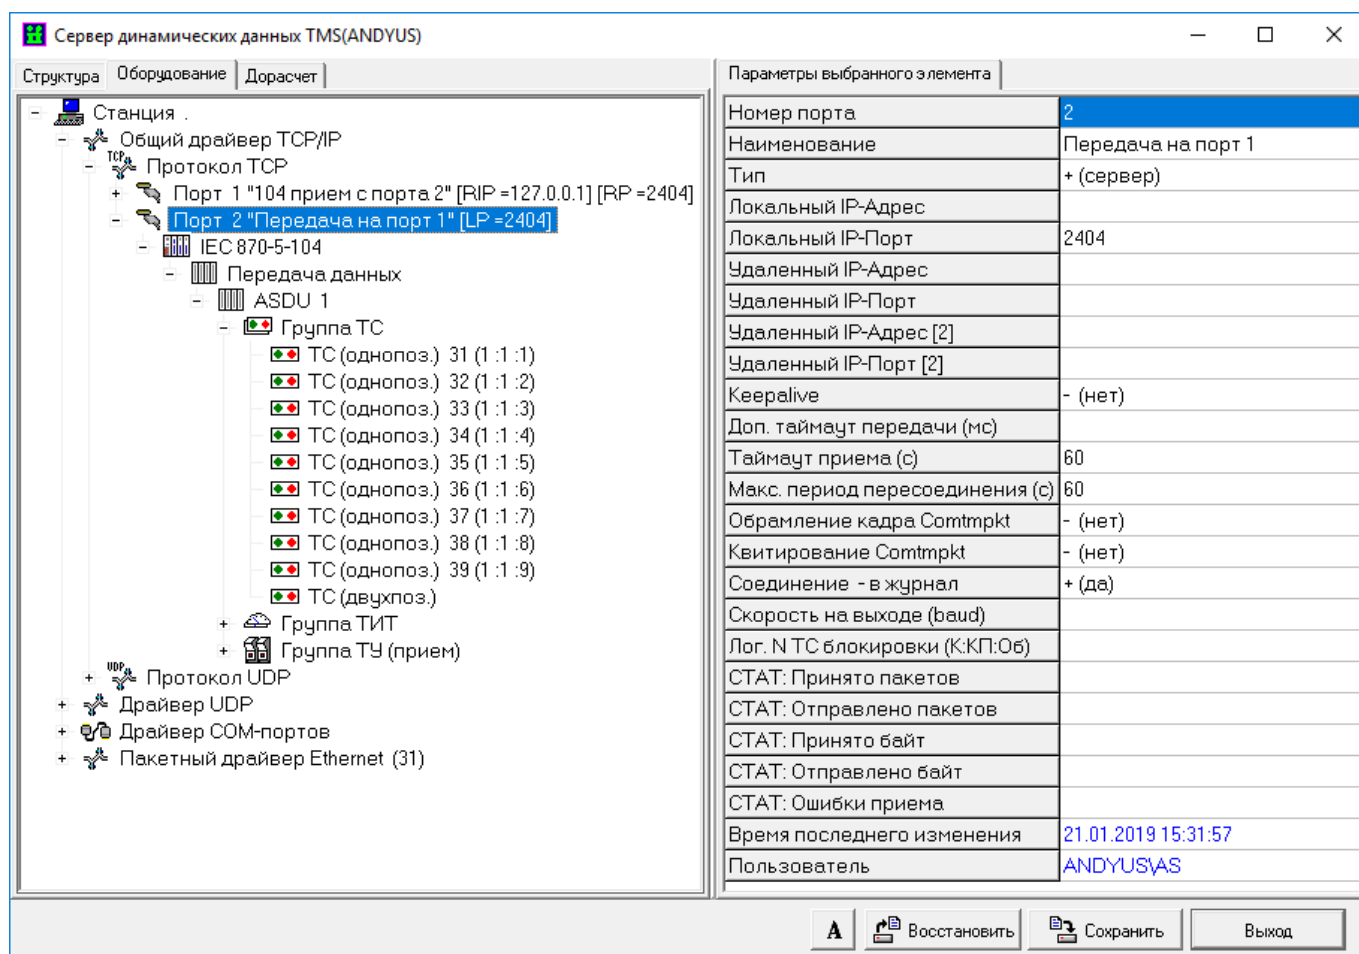 Сервер динамических данных TMS(ANDYUS)
Структура Оборудование Дорасчет
Станция .
Общий драйвер TCP/IP
TCP Протокол TCP
Порт 1 "104 прием с порта 2" [RIP =127.0.0.1] [RP =2404]
Порт 2 "Передача на порт 1" [LP =2404]
IEC 870-5-104
Передача данных
ASDU 1
Группа ТС
ТС (однопоз.) 31 (1 :1 :1)
ТС (однопоз.) 32 (1 :1 :2)
ТС (однопоз.) 33 (1 :1 :3)
ТС (однопоз.) 34 (1 :1 :4)
ТС (однопоз.) 35 (1 :1 :5)
ТС (однопоз.) 36 (1 :1 :6)
ТС (однопоз.) 37 (1 :1 :7)
ТС (однопоз.) 38 (1 :1 :8)
ТС (однопоз.) 39 (1 :1 :9)
ТС (двухпоз.)
Группа ТИТ
Группа ТУ (прием)
UDP Протокол UDP
Драйвер UDP
Драйвер COM-портов
Пакетный драйвер Ethernet (31)
Параметры выбранного элемента
Номер порта 2
Наименование Передача на порт 1
Тип + (сервер)
Локальный IP-Адрес
Локальный IP-Порт 2404
Удаленный IP-Адрес
Удаленный IP-Порт
Удаленный IP-Адрес [2]
Удаленный IP-Порт [2]
Keepalive - (нет)
Доп. таймаут передачи (мс)
Таймаут приема (с) 60
Макс. период пересоединения (с) 60
Обрамление кадра Comtmpkt - (нет)
Квитирование Comtmpkt - (нет)
Соединение - в журнал + (да)
Скорость на выходе (baud)
Лог. N ТС блокировки (К:КП:Об)
СТАТ: Принято пакетов
СТАТ: Отправлено пакетов
СТАТ: Принято байт
СТАТ: Отправлено байт
СТАТ: Ошибки приема
Время последнего изменения 21.01.2019 15:31:57
Пользователь ANDYUS\AS
A Восстановить Сохранить Выход